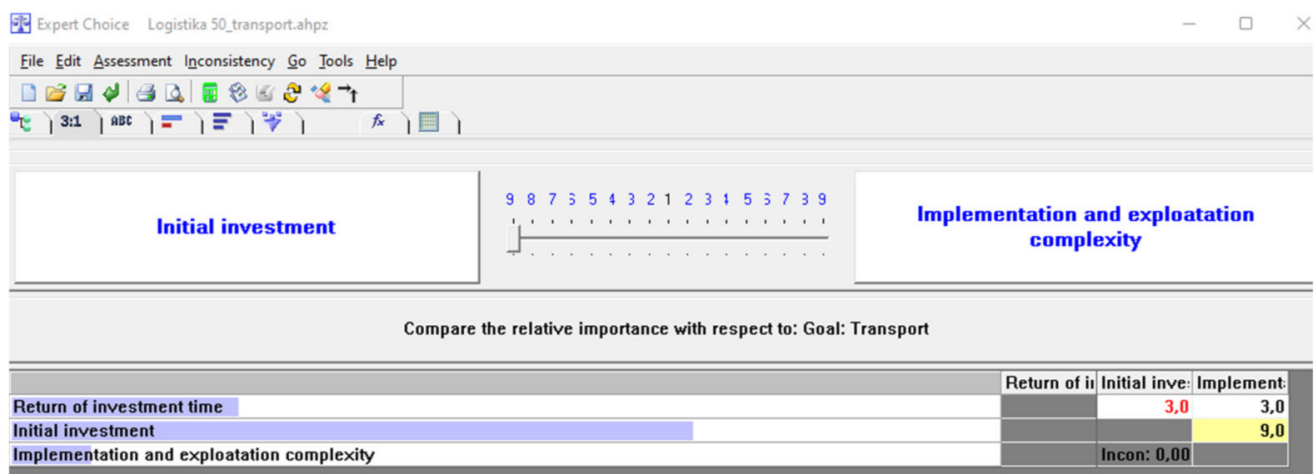 Expert Choice Logistika 50_transport.ahpz
File Edit Assessment Inconsistency Go Tools Help
3:1 ABC fx
Initial investment
9 8 7 6 5 4 3 2 1 2 3 4 5 6 7 8 9
Implementation and exploatation
complexity
Compare the relative importance with respect to: Goal: Transport
Return of in Initial inve: Implement:
Return of investment time 3,0 3,0
Initial investment 9,0
Implementation and exploatation complexity Incon: 0,00